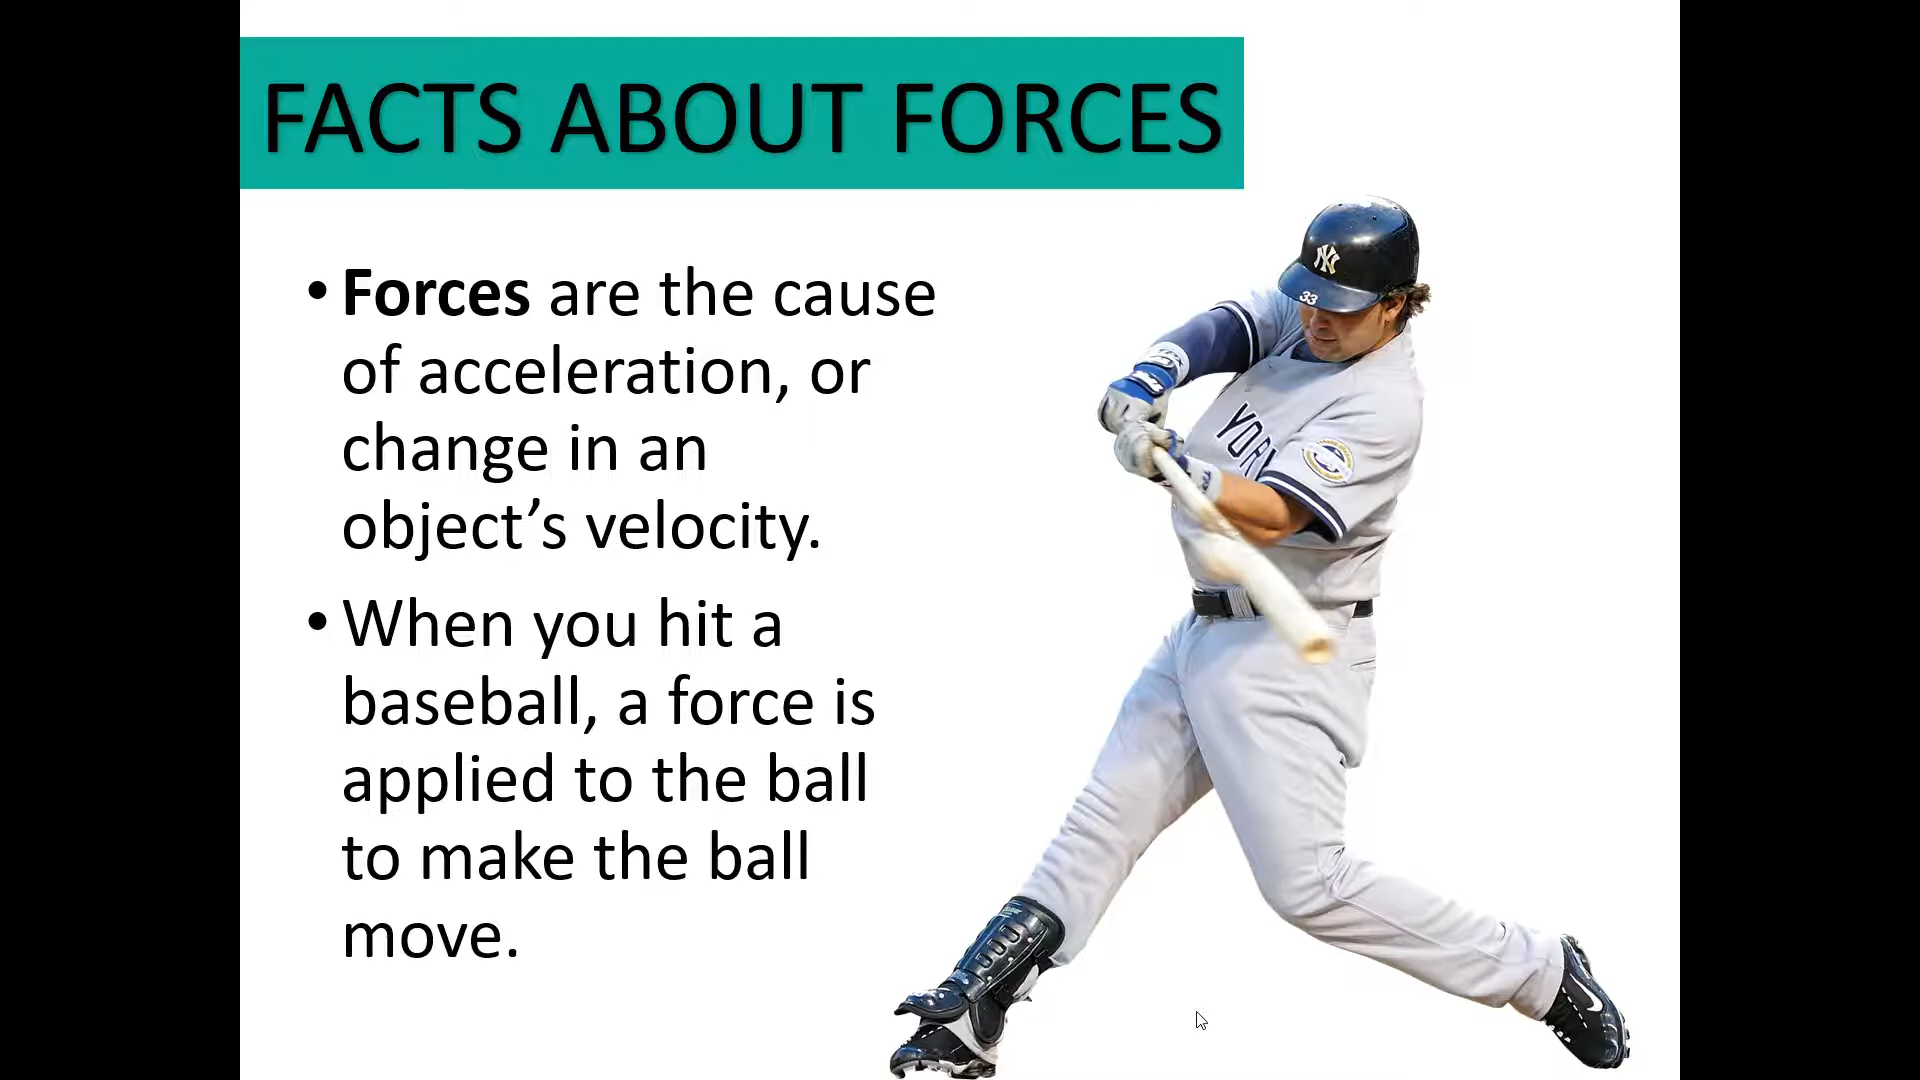 FACTS ABOUT FORCES
• Forces are the cause
of acceleration, or
change in an
object’s velocity.
• When you hit a
baseball, a force is
applied to the ball
to make the ball
move.
NY
33
YORK